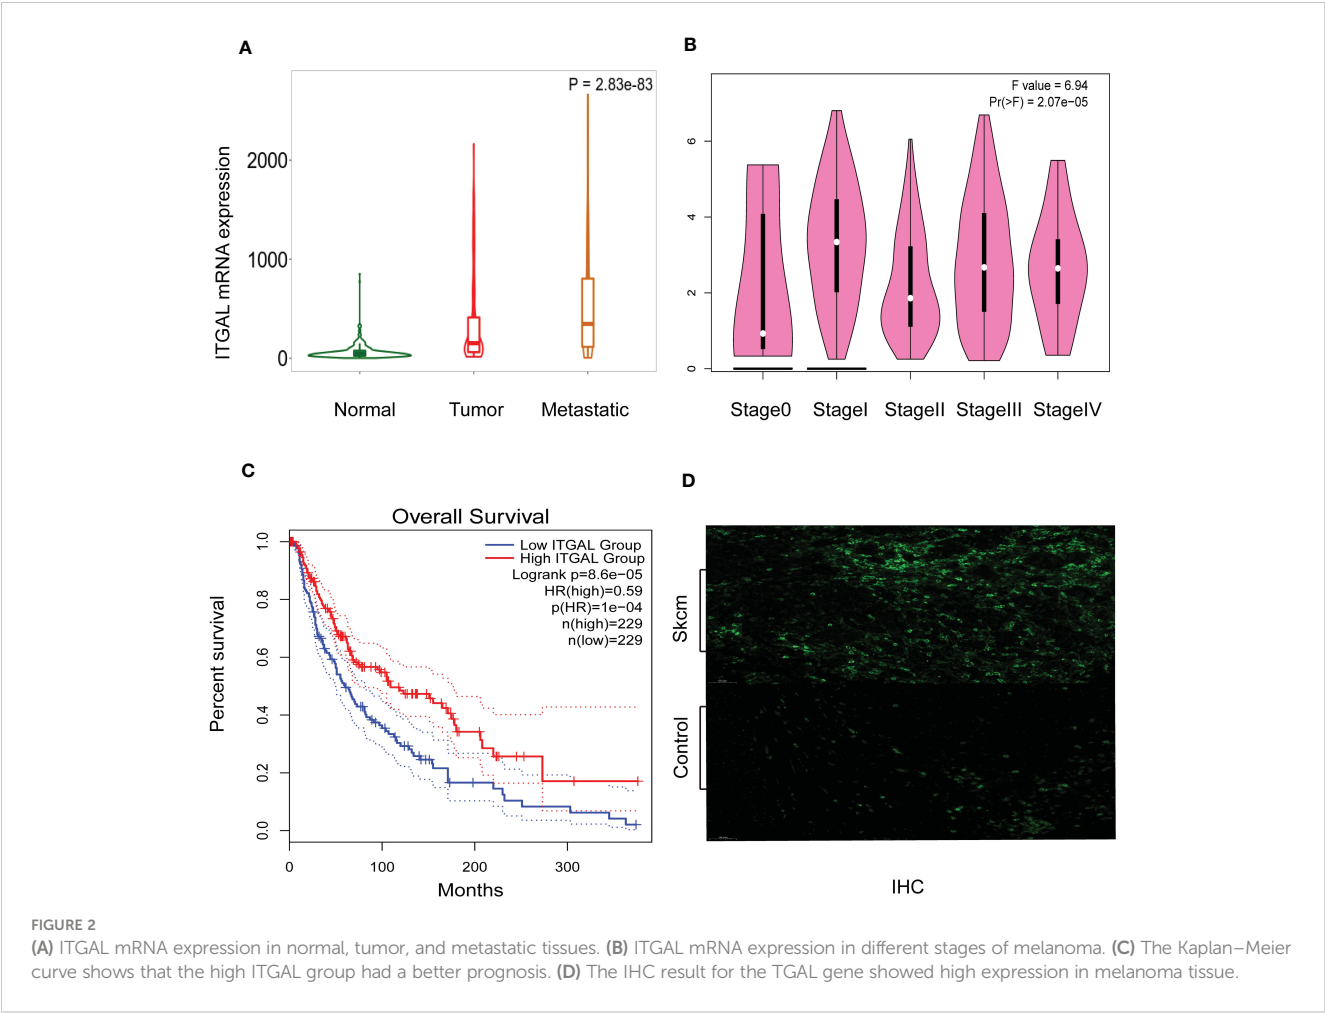 A
P = 2.83e-83
ITGAL mRNA expression
2000
1000
0
Normal
Tumor
Metastatic
B
F value = 6.94
Pr(>F) = 2.07e−05
6
4
2
0
Stage0
StageI
StageII
StageIII
StageIV
C
Overall Survival
Low ITGAL Group
High ITGAL Group
Logrank p=8.6e−05
HR(high)=0.59
p(HR)=1e−04
n(high)=229
n(low)=229
Percent survival
1.0
0.8
0.6
0.4
0.2
0.0
0
100
200
300
Months
D
Skcm
Control
IHC
FIGURE 2
(A) ITGAL mRNA expression in normal, tumor, and metastatic tissues. (B) ITGAL mRNA expression in different stages of melanoma. (C) The Kaplan–Meier
curve shows that the high ITGAL group had a better prognosis. (D) The IHC result for the TGAL gene showed high expression in melanoma tissue.